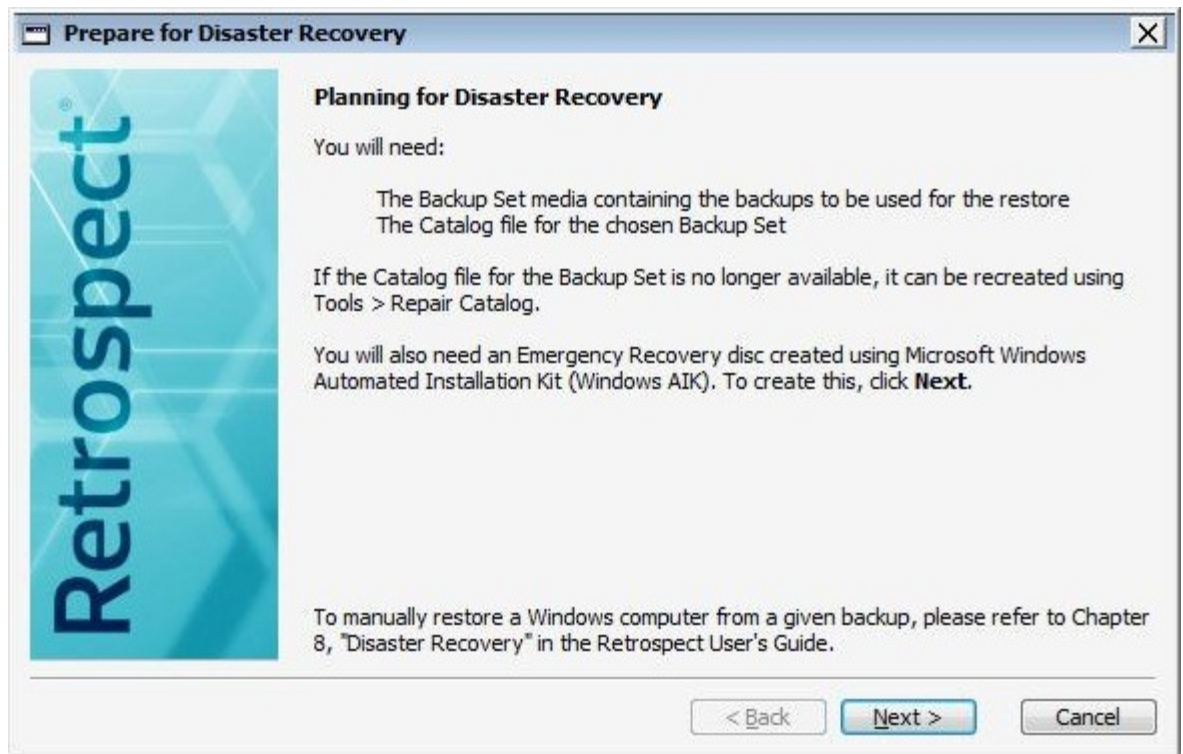 Prepare for Disaster Recovery
Retrospect®
Planning for Disaster Recovery
You will need:
The Backup Set media containing the backups to be used for the restore
The Catalog file for the chosen Backup Set
If the Catalog file for the Backup Set is no longer available, it can be recreated using
Tools > Repair Catalog.
You will also need an Emergency Recovery disc created using Microsoft Windows
Automated Installation Kit (Windows AIK). To create this, click Next.
To manually restore a Windows computer from a given backup, please refer to Chapter
8, "Disaster Recovery" in the Retrospect User's Guide.
< Back
Next >
Cancel